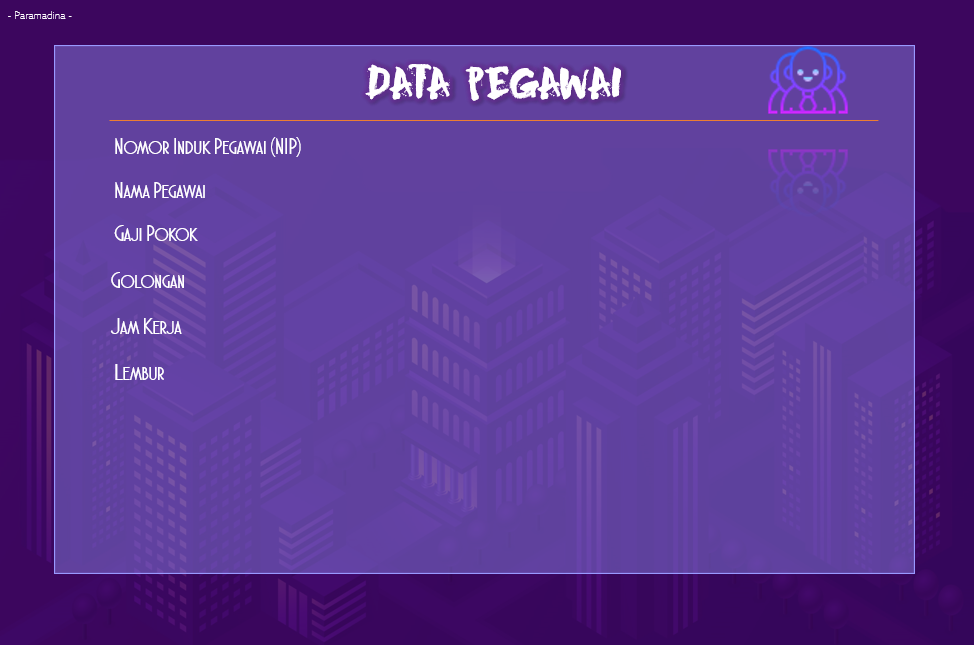 - Paramadina -
DATA PEGAWAI
Nomor Induk Pegawai (NIP)
Nama Pegawai
Gaji Pokok
Golongan
Jam Kerja
Lembur